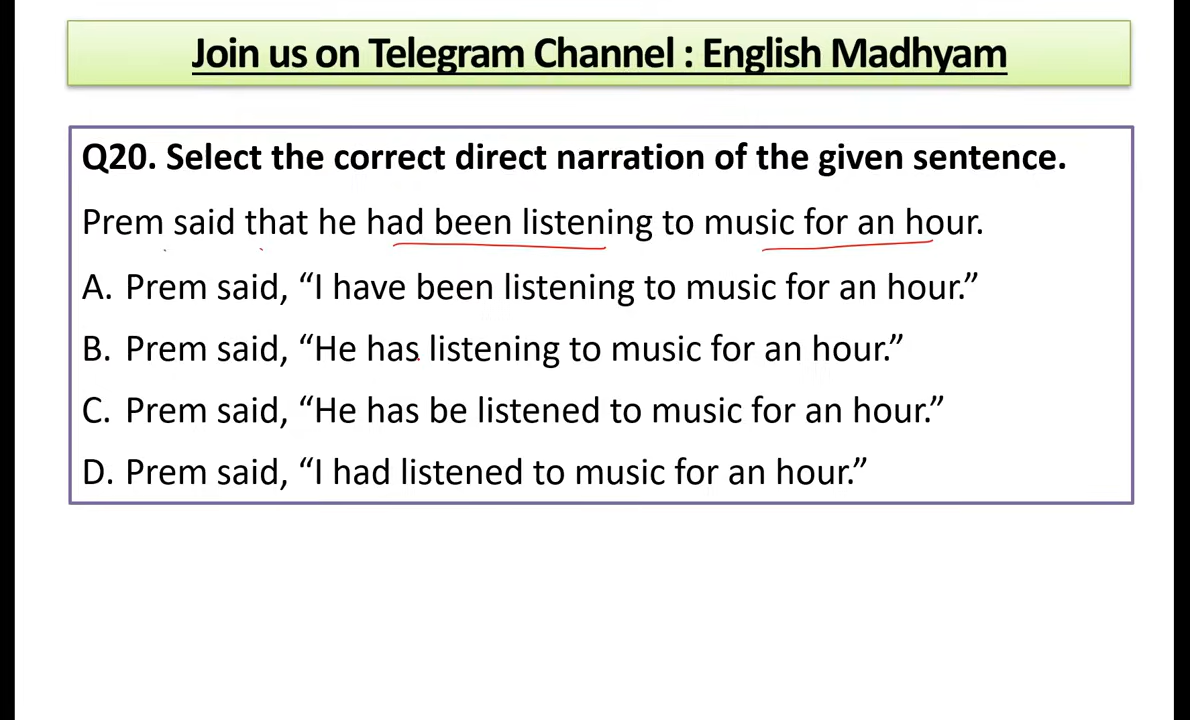 Join us on Telegram Channel : English Madhyam
Q20. Select the correct direct narration of the given sentence.
Prem said that he had been listening to music for an hour.
A. Prem said, “I have been listening to music for an hour.”
B. Prem said, “He has listening to music for an hour.”
C. Prem said, “He has be listened to music for an hour.”
D. Prem said, “I had listened to music for an hour.”